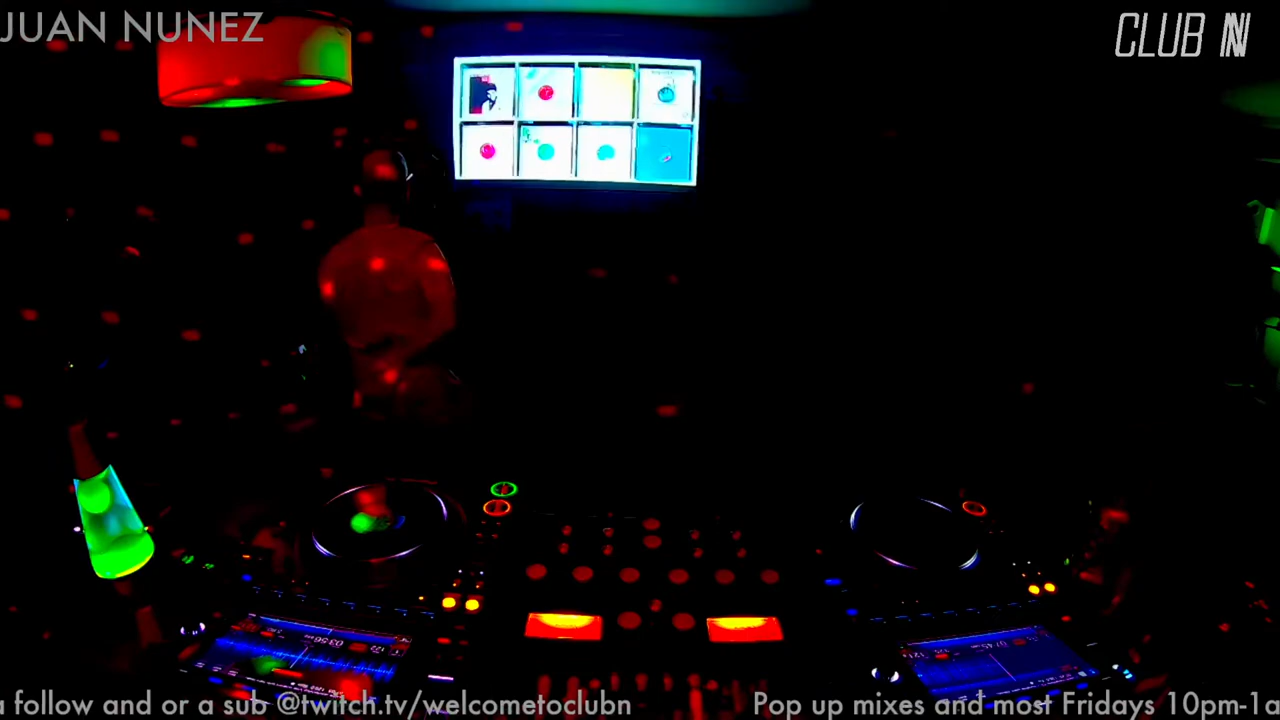 JUAN NUNEZ
CLUB N
a follow and or a sub @twitch.tv/welcometoclubn
Pop up mixes and most Fridays 10pm-1a